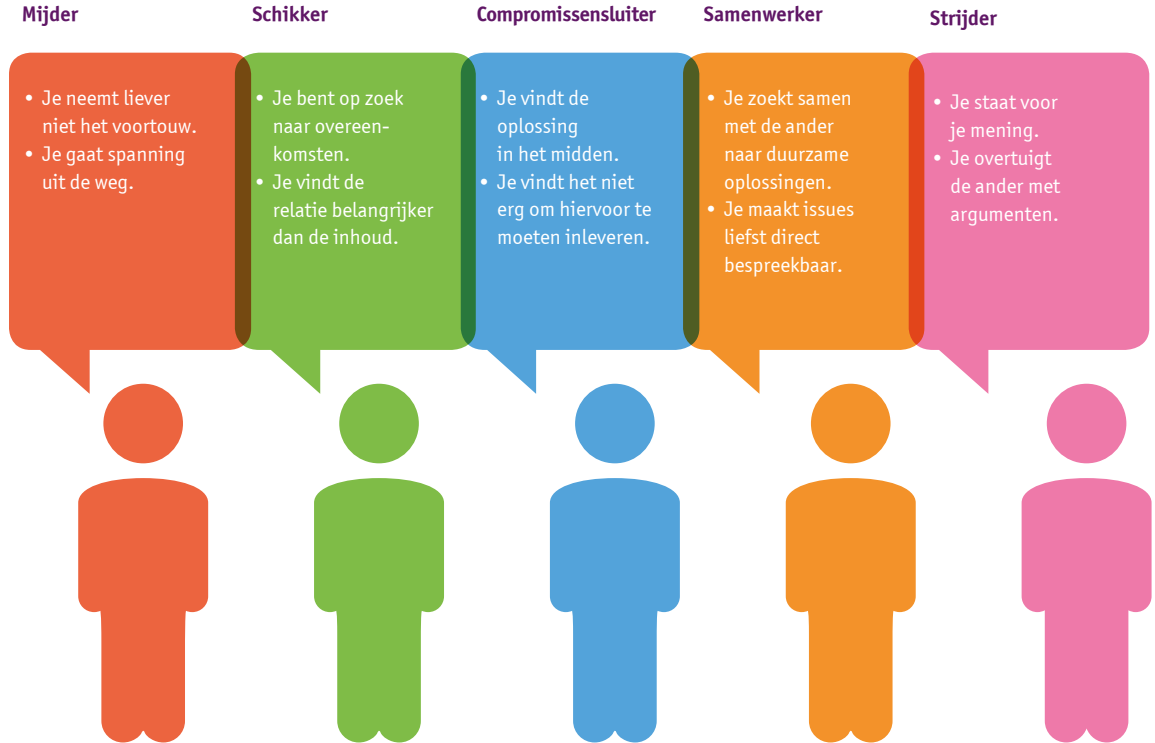 Mijder
• Je neemt liever
niet het voortouw.
• Je gaat spanning
uit de weg.
Schikker
• Je bent op zoek
naar overeen-
komsten.
• Je vindt de
relatie belangrijker
dan de inhoud.
Compromissensluiter
• Je vindt de
oplossing
in het midden.
• Je vindt het niet
erg om hiervoor te
moeten inleveren.
Samenwerker
• Je zoekt samen
met de ander
naar duurzame
oplossingen.
• Je maakt issues
liefst direct
bespreekbaar.
Strijder
• Je staat voor
je mening.
• Je overtuigt
de ander met
argumenten.